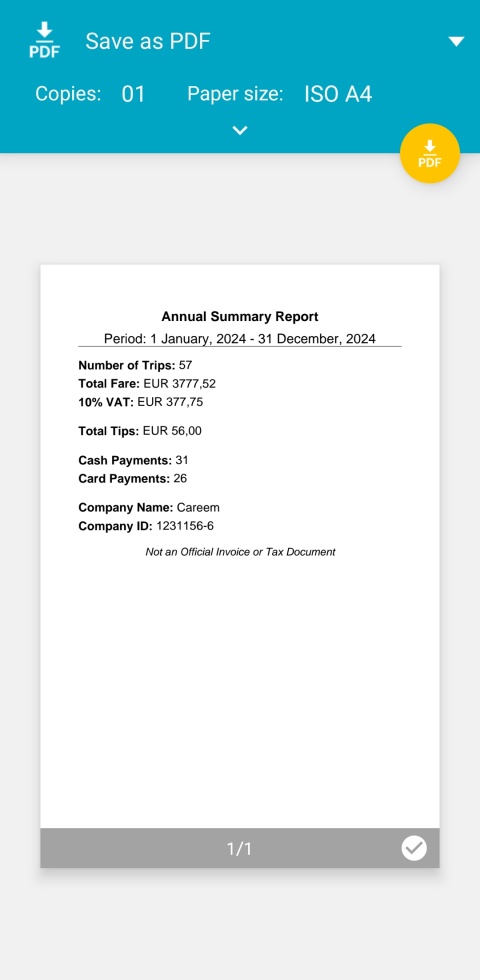 PDF
Save as PDF
Copies: 01 Paper size: ISO A4
PDF
Annual Summary Report
Period: 1 January, 2024 - 31 December, 2024
Number of Trips: 57
Total Fare: EUR 3777,52
10% VAT: EUR 377,75
Total Tips: EUR 56,00
Cash Payments: 31
Card Payments: 26
Company Name: Careem
Company ID: 1231156-6
Not an Official Invoice or Tax Document
1/1